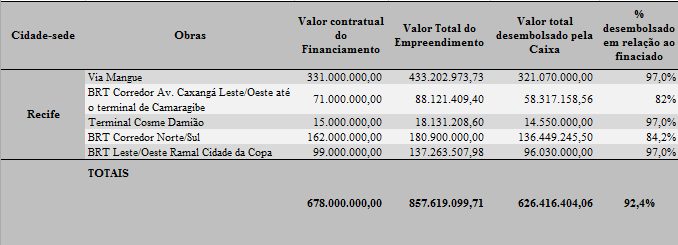 Cidade-sede Obras Valor contratual do Financiamento Valor Total do Empreendimento Valor total desembolsado pela Caixa % desembolsado em relação ao finaciado
Recife
Via Mangue 331.000.000,00 433.202.973,73 321.070.000,00 97,0%
BRT Corredor Av. Caxangá Leste/Oeste até
o terminal de Camaragibe 71.000.000,00 88.121.409,40 58.317.158,56 82%
Terminal Cosme Damião 15.000.000,00 18.131.208,60 14.550.000,00 97,0%
BRT Corredor Norte/Sul 162.000.000,00 180.900.000,00 136.449.245,50 84,2%
BRT Leste/Oeste Ramal Cidade da Copa 99.000.000,00 137.263.507,98 96.030.000,00 97,0%
TOTAIS
678.000.000,00 857.619.099,71 626.416.404,06 92,4%